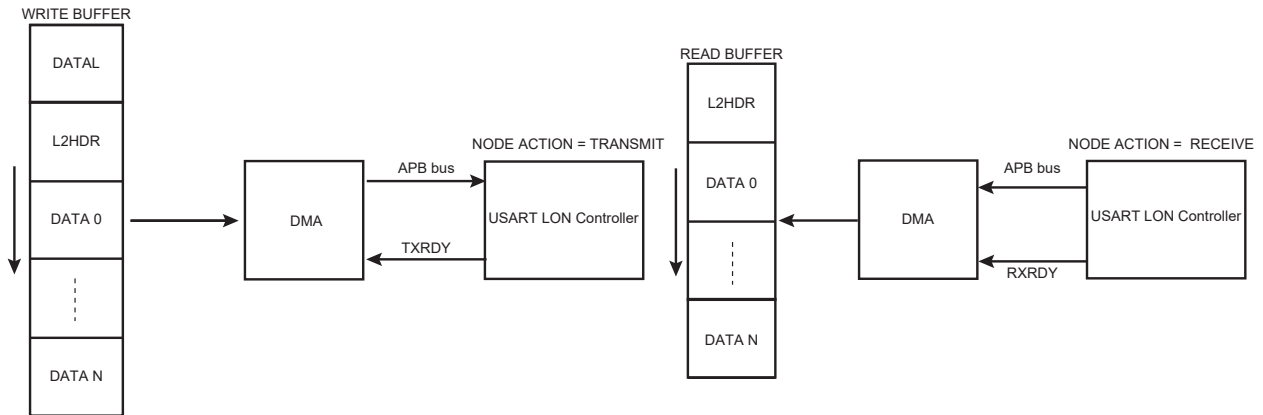 WRITE BUFFER
DATAL
L2HDR
DATA 0
DATA N
DMA
APB bus
TXRDY
NODE ACTION = TRANSMIT
USART LON Controller
READ BUFFER
L2HDR
DATA 0
DATA N
DMA
APB bus
RXRDY
NODE ACTION = RECEIVE
USART LON Controller